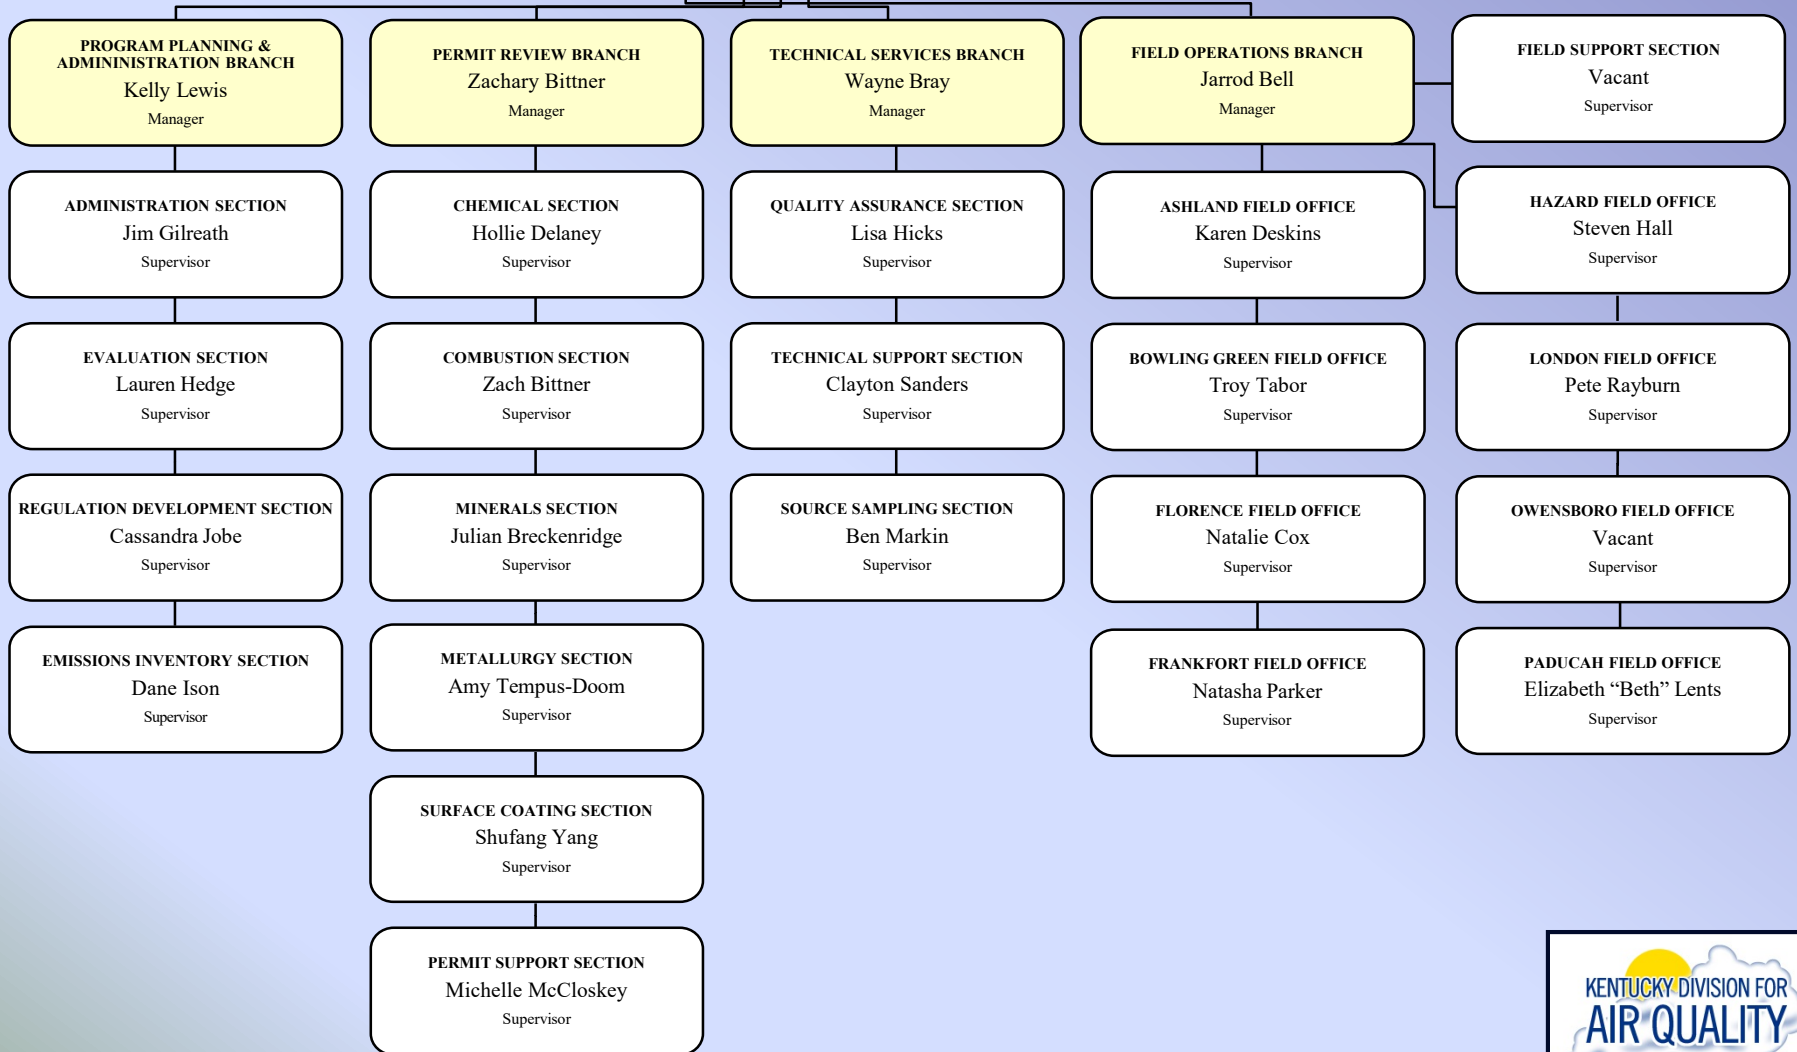 PROGRAM PLANNING &
ADMININISTRATION BRANCH
Kelly Lewis
Manager
ADMINISTRATION SECTION
Jim Gilreath
Supervisor
EVALUATION SECTION
Lauren Hedge
Supervisor
REGULATION DEVELOPMENT SECTION
Cassandra Jobe
Supervisor
EMISSIONS INVENTORY SECTION
Dane Ison
Supervisor
PERMIT REVIEW BRANCH
Zachary Bittner
Manager
CHEMICAL SECTION
Hollie Delaney
Supervisor
COMBUSTION SECTION
Zach Bittner
Supervisor
MINERALS SECTION
Julian Breckenridge
Supervisor
METALLURGY SECTION
Amy Tempus-Doom
Supervisor
SURFACE COATING SECTION
Shufang Yang
Supervisor
PERMIT SUPPORT SECTION
Michelle McCloskey
Supervisor
TECHNICAL SERVICES BRANCH
Wayne Bray
Manager
QUALITY ASSURANCE SECTION
Lisa Hicks
Supervisor
TECHNICAL SUPPORT SECTION
Clayton Sanders
Supervisor
SOURCE SAMPLING SECTION
Ben Markin
Supervisor
FIELD OPERATIONS BRANCH
Jarrod Bell
Manager
ASHLAND FIELD OFFICE
Karen Deskins
Supervisor
BOWLING GREEN FIELD OFFICE
Troy Tabor
Supervisor
FLORENCE FIELD OFFICE
Natalie Cox
Supervisor
FRANKFORT FIELD OFFICE
Natasha Parker
Supervisor
FIELD SUPPORT SECTION
Vacant
Supervisor
HAZARD FIELD OFFICE
Steven Hall
Supervisor
LONDON FIELD OFFICE
Pete Rayburn
Supervisor
OWENSBORO FIELD OFFICE
Vacant
Supervisor
PADUCAH FIELD OFFICE
Elizabeth “Beth” Lents
Supervisor
KENTUCKY DIVISION FOR
AIR QUALITY